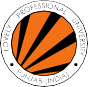 LOVELY PROFESSIONAL UNIVERSITY
PUNJAB (INDIA)